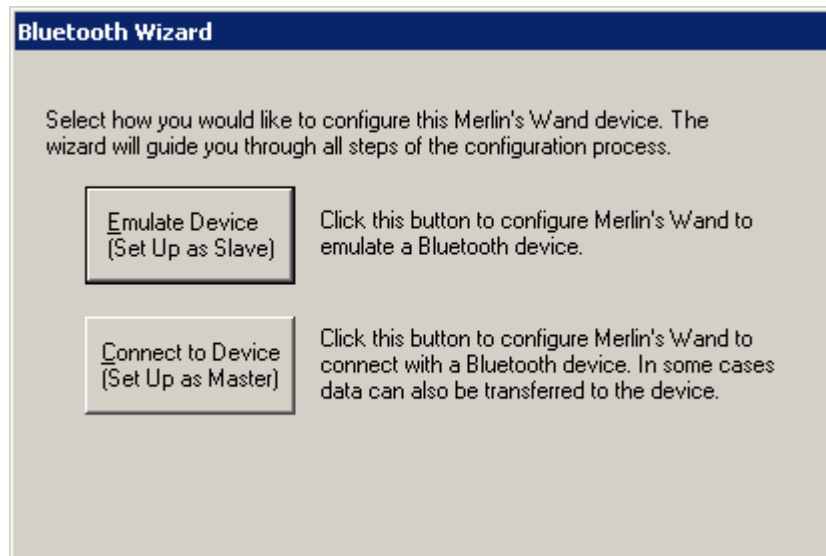 Bluetooth Wizard
Select how you would like to configure this Merlin's Wand device. The
wizard will guide you through all steps of the configuration process.
Emulate Device
(Set Up as Slave)
Click this button to configure Merlin's Wand to
emulate a Bluetooth device.
Connect to Device
(Set Up as Master)
Click this button to configure Merlin's Wand to
connect with a Bluetooth device. In some cases
data can also be transferred to the device.